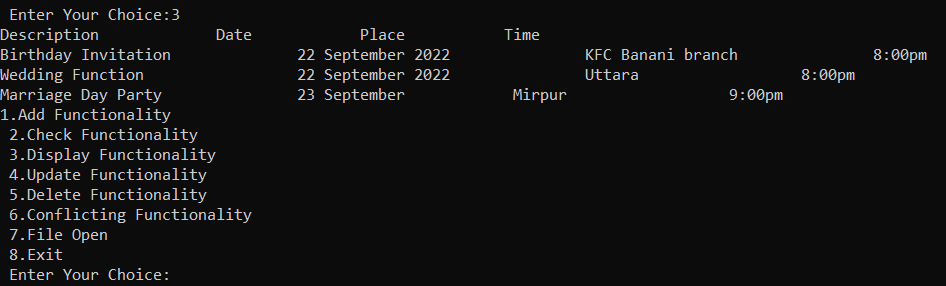 Enter Your Choice:3
Description Date Place Time
Birthday Invitation 22 September 2022 KFC Banani branch 8:00pm
Wedding Function 22 September 2022 Uttara 8:00pm
Marriage Day Party 23 September Mirpur 9:00pm
1.Add Functionality
2.Check Functionality
3.Display Functionality
4.Update Functionality
5.Delete Functionality
6.Conflicting Functionality
7.File Open
8.Exit
Enter Your Choice: